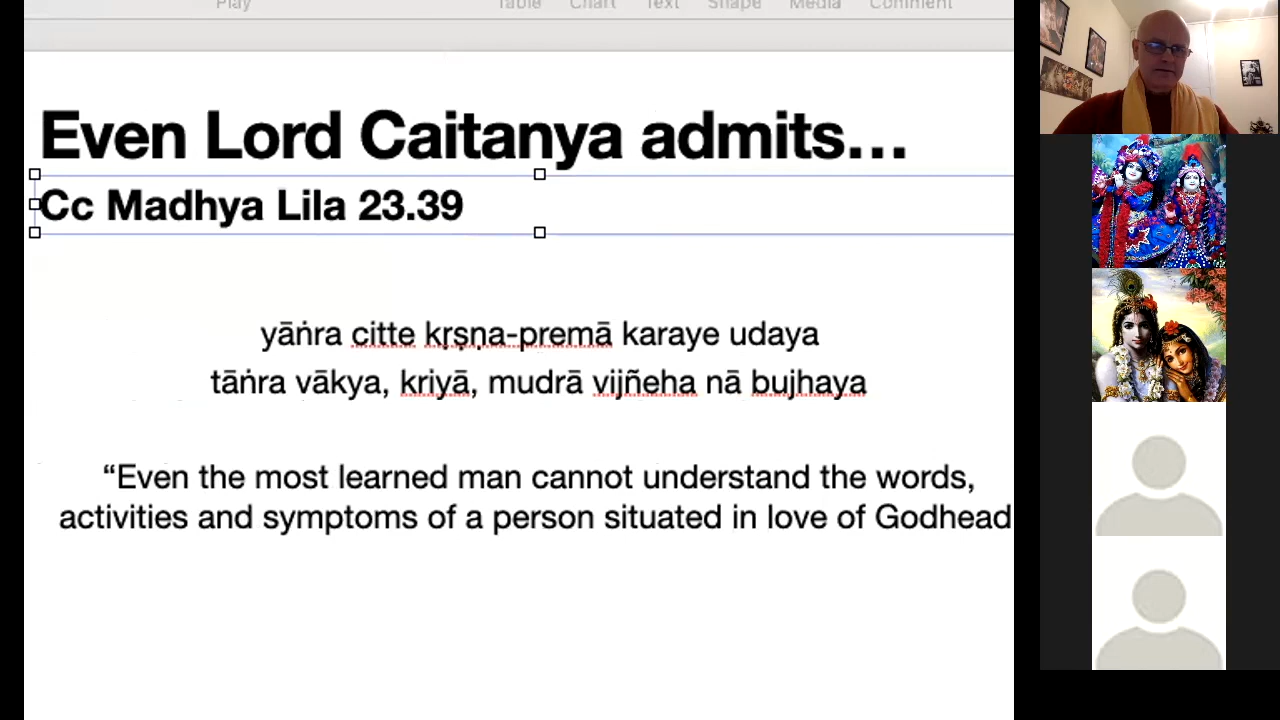 Play Table Chart Text Shape Media Comment
Even Lord Caitanya admits…
Cc Madhya Lila 23.39
yāṅra citte kṛṣṇa-premā karaye udaya
tāṅra vākya, kriyā, mudrā vijñeha nā bujhaya
“Even the most learned man cannot understand the words,
activities and symptoms of a person situated in love of Godhead